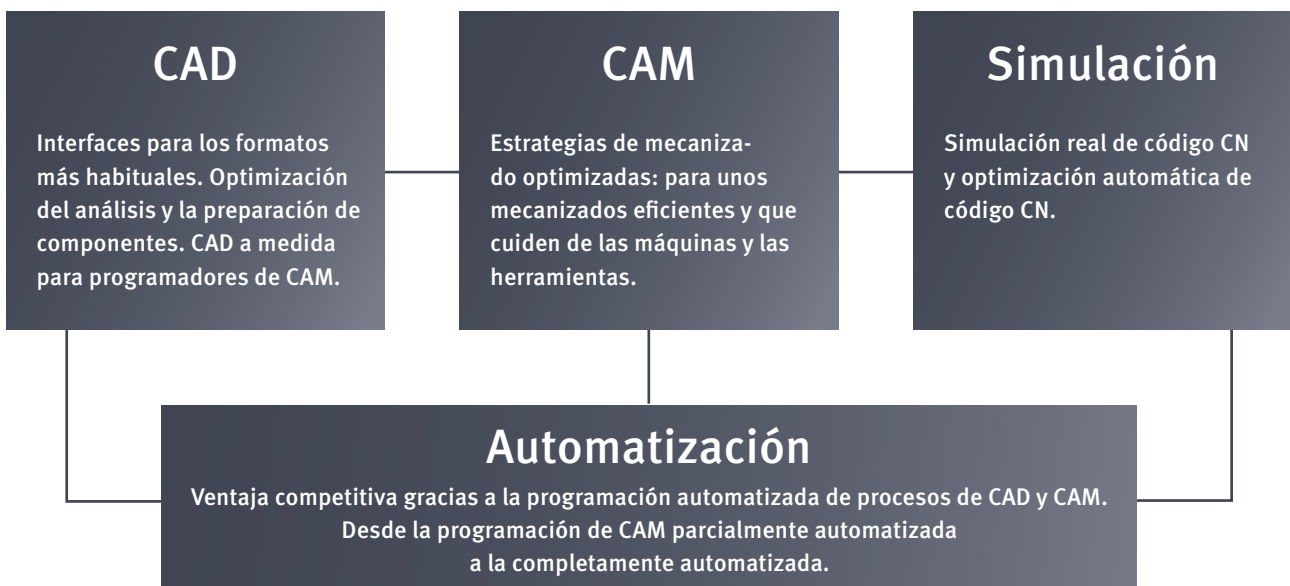 CAD
Interfaces para los formatos
más habituales. Optimización
del análisis y la preparación de
componentes. CAD a medida
para programadores de CAM.
CAM
Estrategias de mecaniza-
do optimizadas: para unos
mecanizados eficientes y que
cuiden de las máquinas y las
herramientas.
Simulación
Simulación real de código CN
y optimización automática de
código CN.
Automatización
Ventaja competitiva gracias a la programación automatizada de procesos de CAD y CAM.
Desde la programación de CAM parcialmente automatizada
a la completamente automatizada.